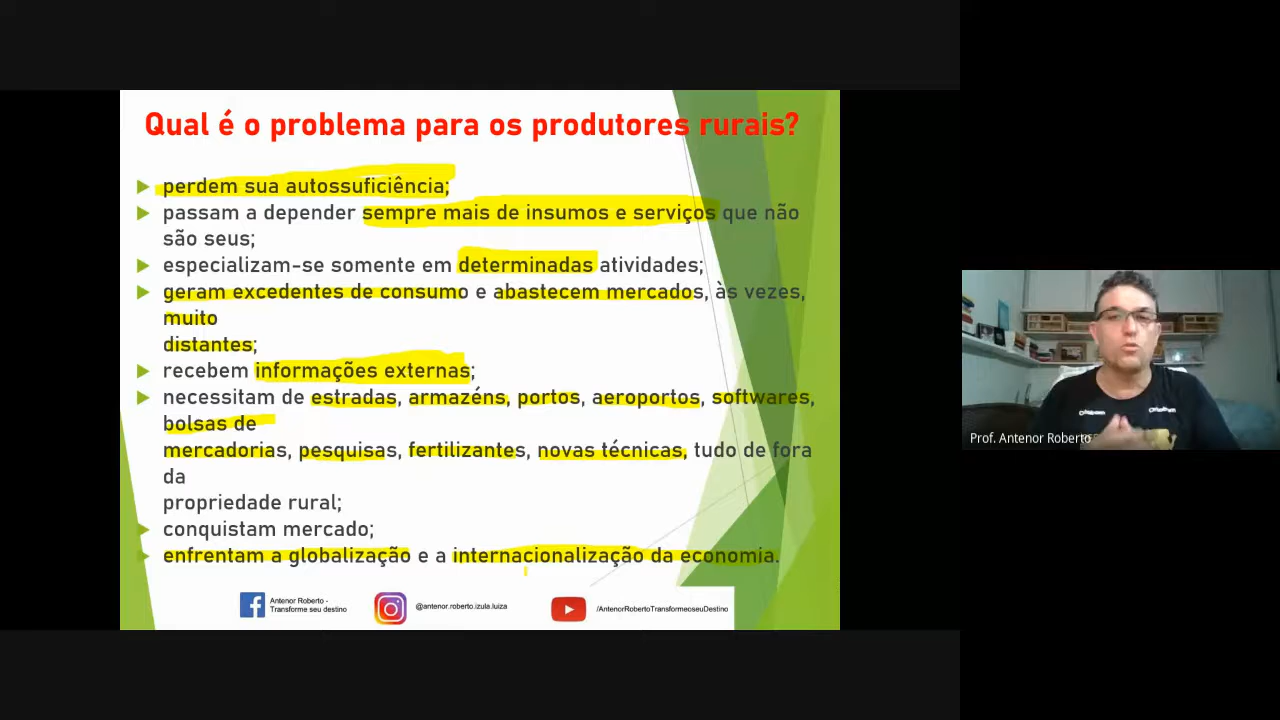 Qual é o problema para os produtores rurais?
perdem sua autossuficiência;
passam a depender sempre mais de insumos e serviços que não
são seus;
especializam-se somente em determinadas atividades;
geram excedentes de consumo e abastecem mercados, às vezes,
muito
distantes;
recebem informações externas;
necessitam de estradas, armazéns, portos, aeroportos, softwares,
bolsas de
mercadorias, pesquisas, fertilizantes, novas técnicas, tudo de fora
da
propriedade rural;
conquistam mercado;
enfrentam a globalização e a internacionalização da economia.
Antenor Roberto -
Transforme seu destino
@antenor.roberto.izula.luiza
/AntenorRobertoTransformeoseuDestino
Prof. Antenor Roberto